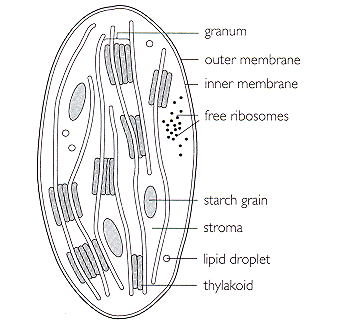 granum
outer membrane
inner membrane
free ribosomes
starch grain
stroma
lipid droplet
thylakoid